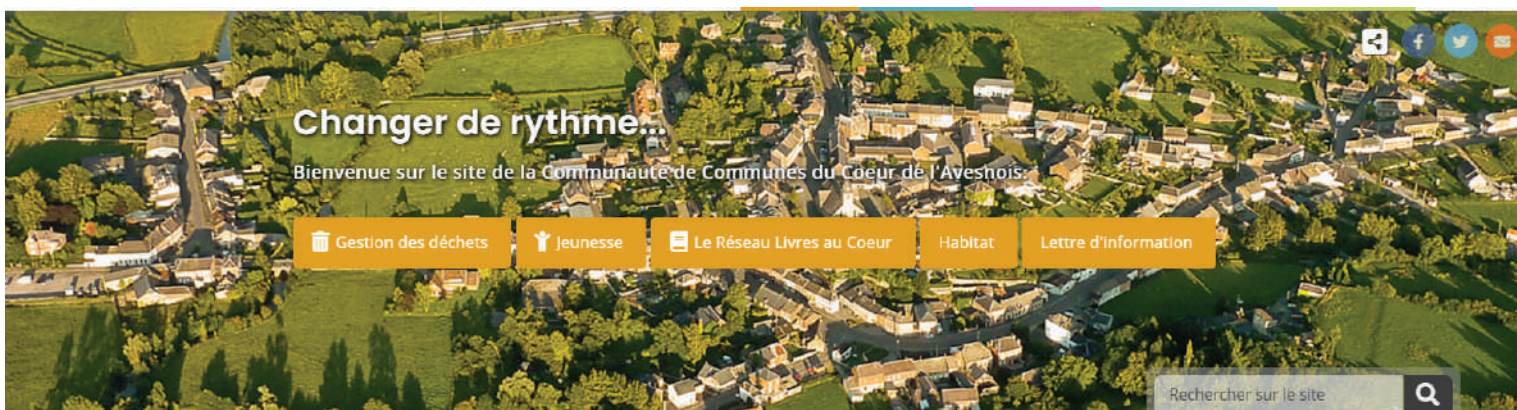 Changer de rythme...
Bienvenue sur le site de la Communauté de Communes du Coeur de l'Avesnois.
Gestion des déchets
Jeunesse
Le Réseau Livres au Coeur
Habitat
Lettre d'information
Rechercher sur le site